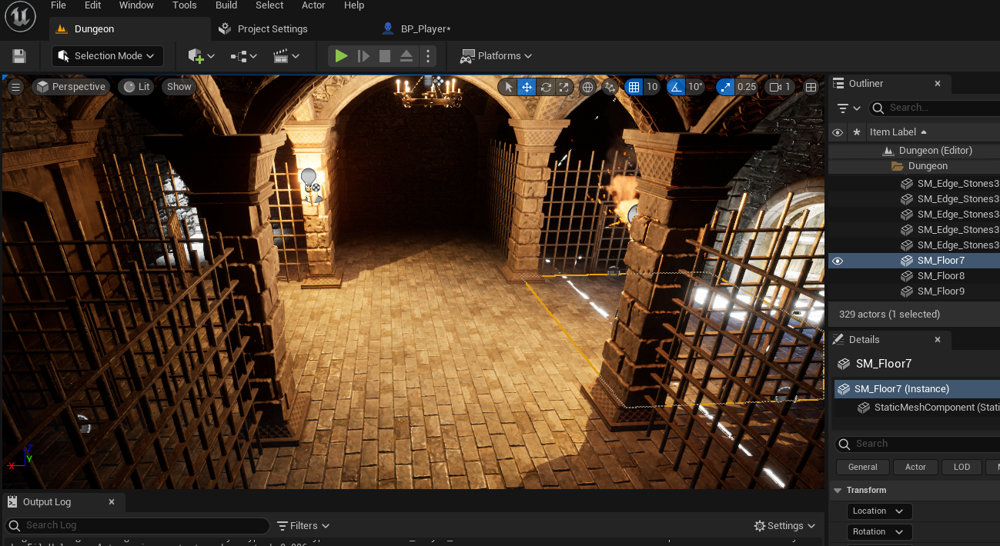 File Edit Window Tools Build Select Actor Help
Dungeon Project Settings BP_Player*
Selection Mode Platforms
Perspective Lit Show 10 10° 0.25 1
Outliner
Search...
Item Label
Dungeon (Editor)
Dungeon
SM_Edge_Stones3
SM_Edge_Stones3
SM_Edge_Stones3
SM_Edge_Stones3
SM_Edge_Stones3
SM_Floor7
SM_Floor8
SM_Floor9
329 actors (1 selected)
Details
SM_Floor7
SM_Floor7 (Instance)
StaticMeshComponent (Stati
Search
General Actor LOD
Transform
Location
Rotation
Z
X Y
Output Log
Search Log Filters Settings